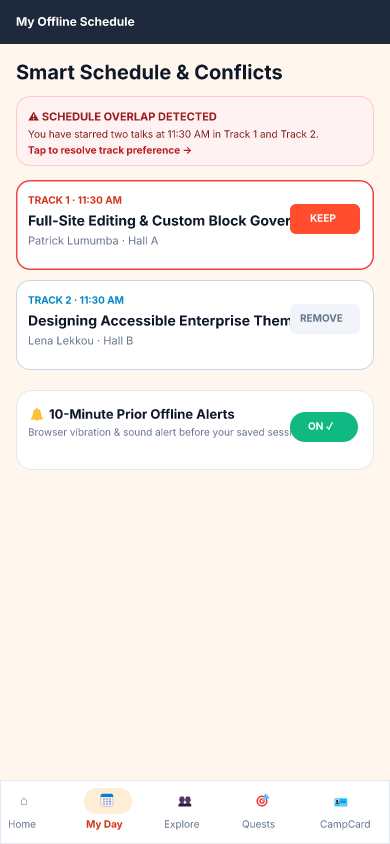 My Offline Schedule
Smart Schedule & Conflicts
⚠ SCHEDULE OVERLAP DETECTED
You have starred two talks at 11:30 AM in Track 1 and Track 2.
Tap to resolve track preference →
TRACK 1 · 11:30 AM
Full-Site Editing & Custom Block Gover
KEEP
Patrick Lumumba · Hall A
TRACK 2 · 11:30 AM
Designing Accessible Enterprise Them
REMOVE
Lena Lekkou · Hall B
🔔 10-Minute Prior Offline Alerts
Browser vibration & sound alert before your saved sessi
ON ✓
Home
My Day
Explore
Quests
CampCard